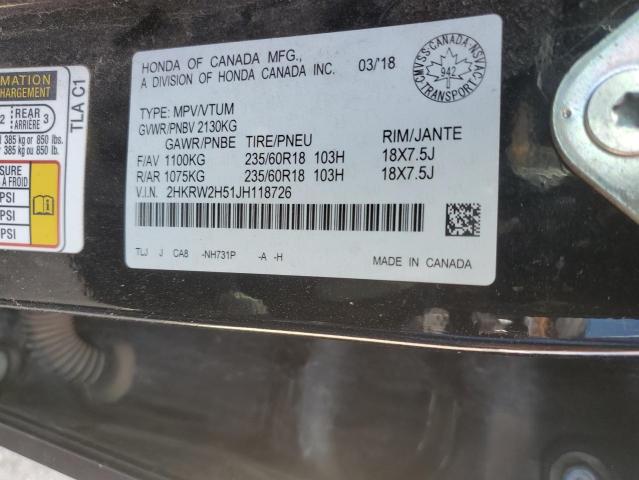 HONDA OF CANADA MFG.,
A DIVISION OF HONDA CANADA INC. 03/18
CMVSS·CANADA·NSVAC
942
TRANSPORT
TYPE: MPV/VTUM
GVWR/PNBV 2130KG
GAWR/PNBE TIRE/PNEU RIM/JANTE
F/AV 1100KG 235/60R18 103H 18X7.5J
R/AR 1075KG 235/60R18 103H 18X7.5J
V.I.N. 2HKRW2H51JH118726
TLJ J CA8 -NH731P -A -H
MADE IN CANADA
MATION
HARGEMENT
2 REAR ARRIÈRE 3
385 kg or 850 lbs.
385 kg ou 850 lb.
SURE
À FROID
PSI
PSI
PSI
TLA C1